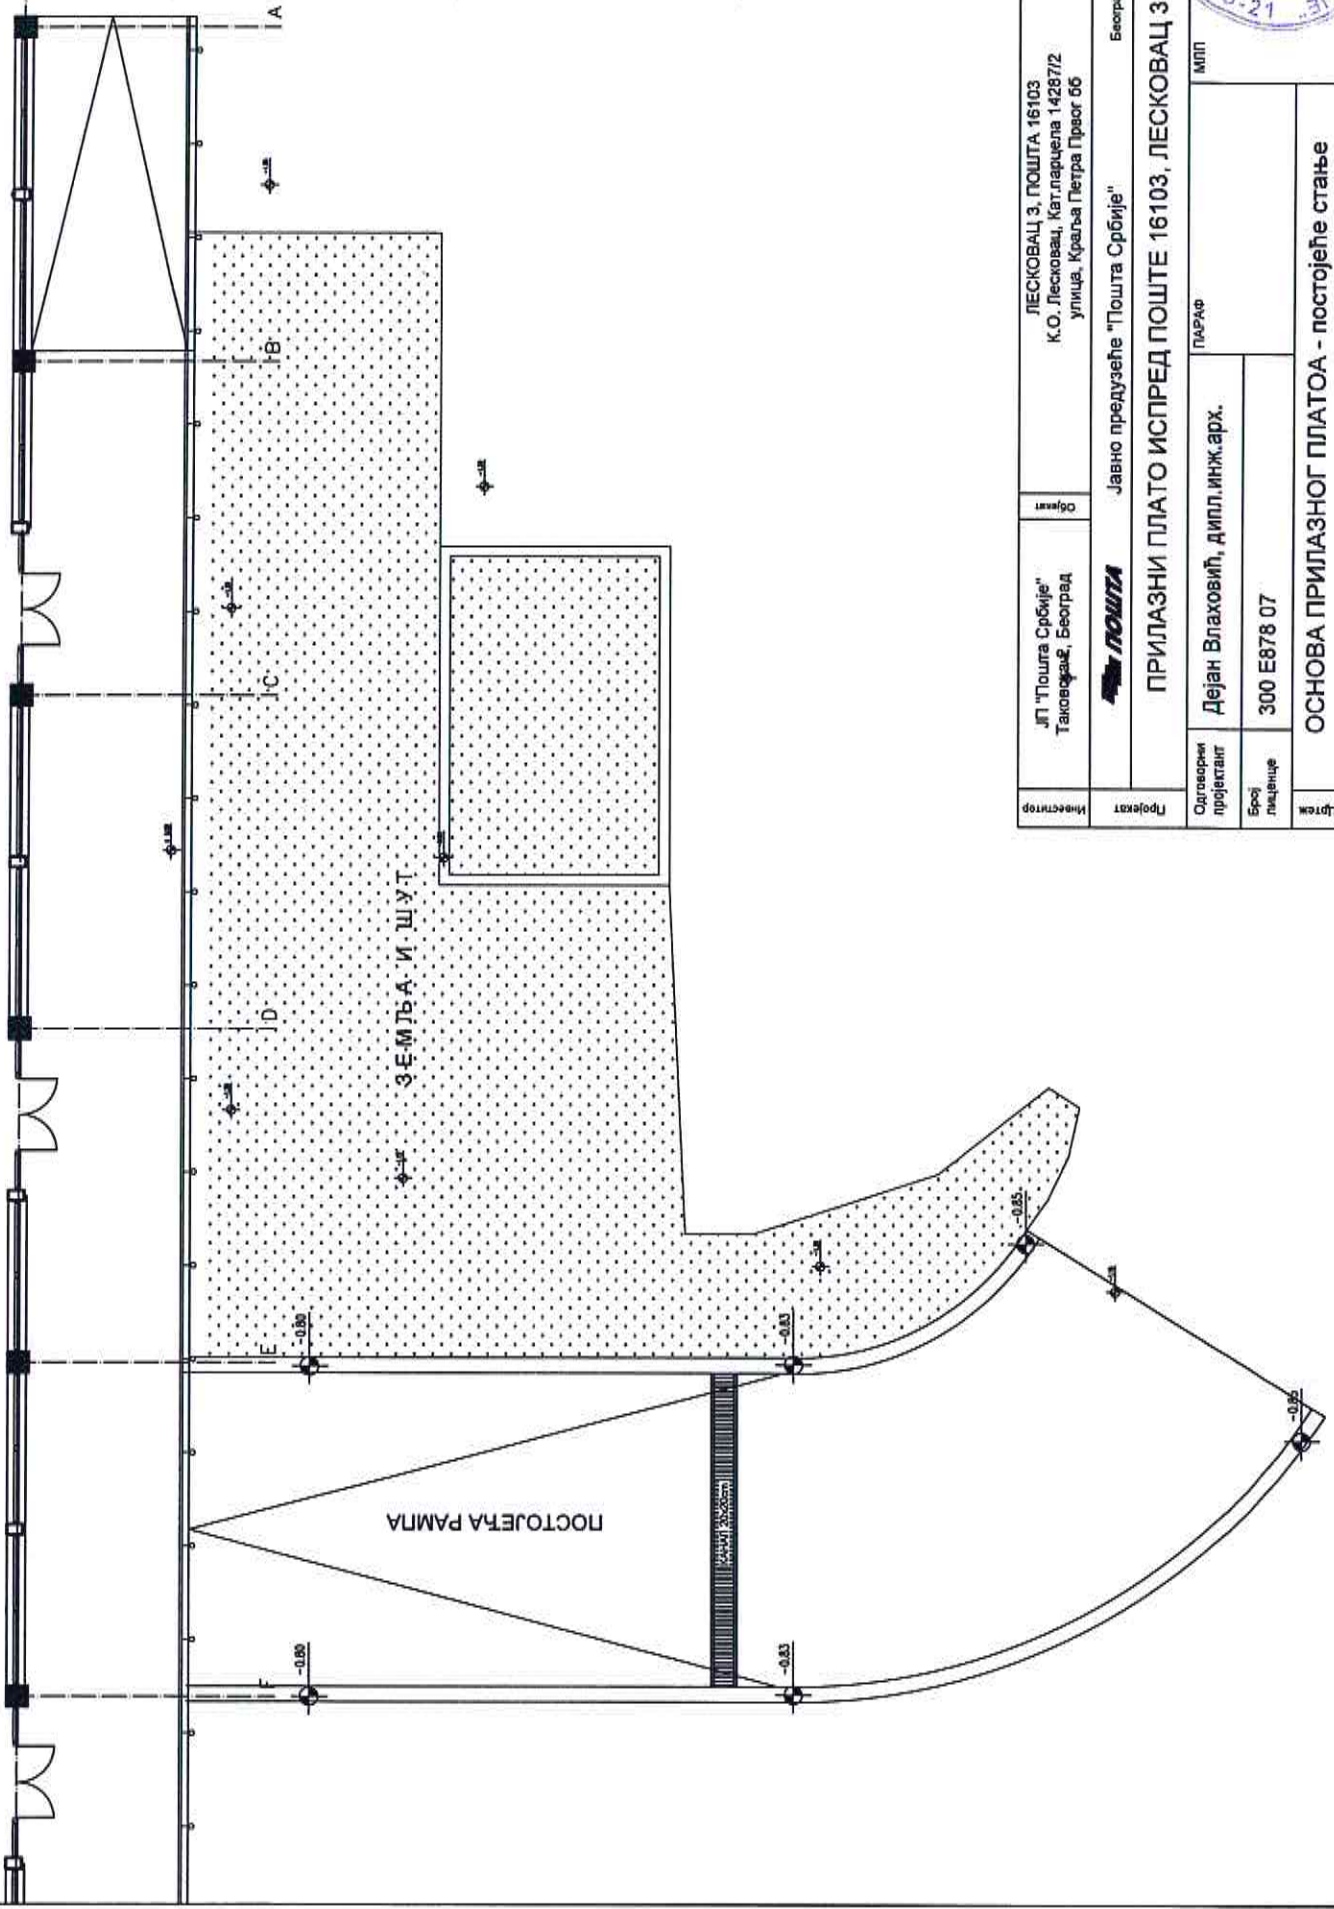 A
B
C
D
E
F
ЗЕМЉА И ШУТ
ПОСТОЈЕЋА РАМПА
-0.80
-0.83
-0.85
-0.80
-0.83
-0.85
Инвеститор
ЈП "Пошта Србије"
Таковска 2, Београд
Објекат
ЛЕСКОВАЦ 3, ПОШТА 16103
К.О. Лесковац, Кат.парцела 14287/2
улица, Краља Петра Првог бб
Пројекат
ПОШТА
Јавно предузеће "Пошта Србије"
ПРИЛАЗНИ ПЛАТО ИСПРЕД ПОШТЕ 16103, ЛЕСКОВАЦ 3
Одговорни
пројектант
Дејан Влаховић, дипл.инж.арх.
ПАРАФ
МПП
Број
лиценце
300 Е878 07
ОСНОВА ПРИЛАЗНОГ ПЛАТОА - постојеће стање